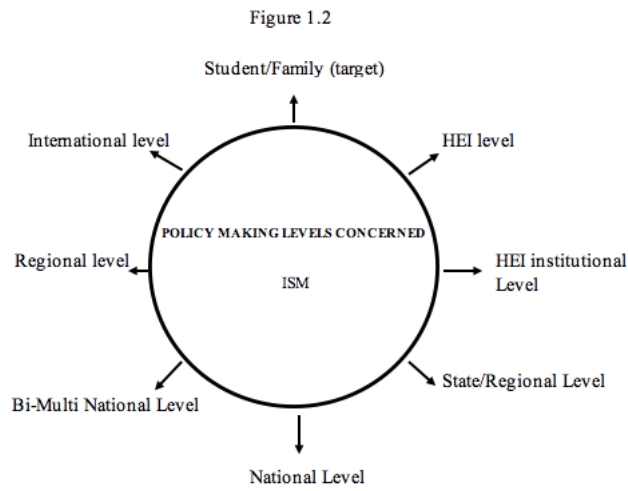 Figure 1.2
Student/Family (target)
International level
HEI level
POLICY MAKING LEVELS CONCERNED
Regional level
HEI institutional
Level
ISM
State/Regional Level
Bi-Multi National Level
National Level